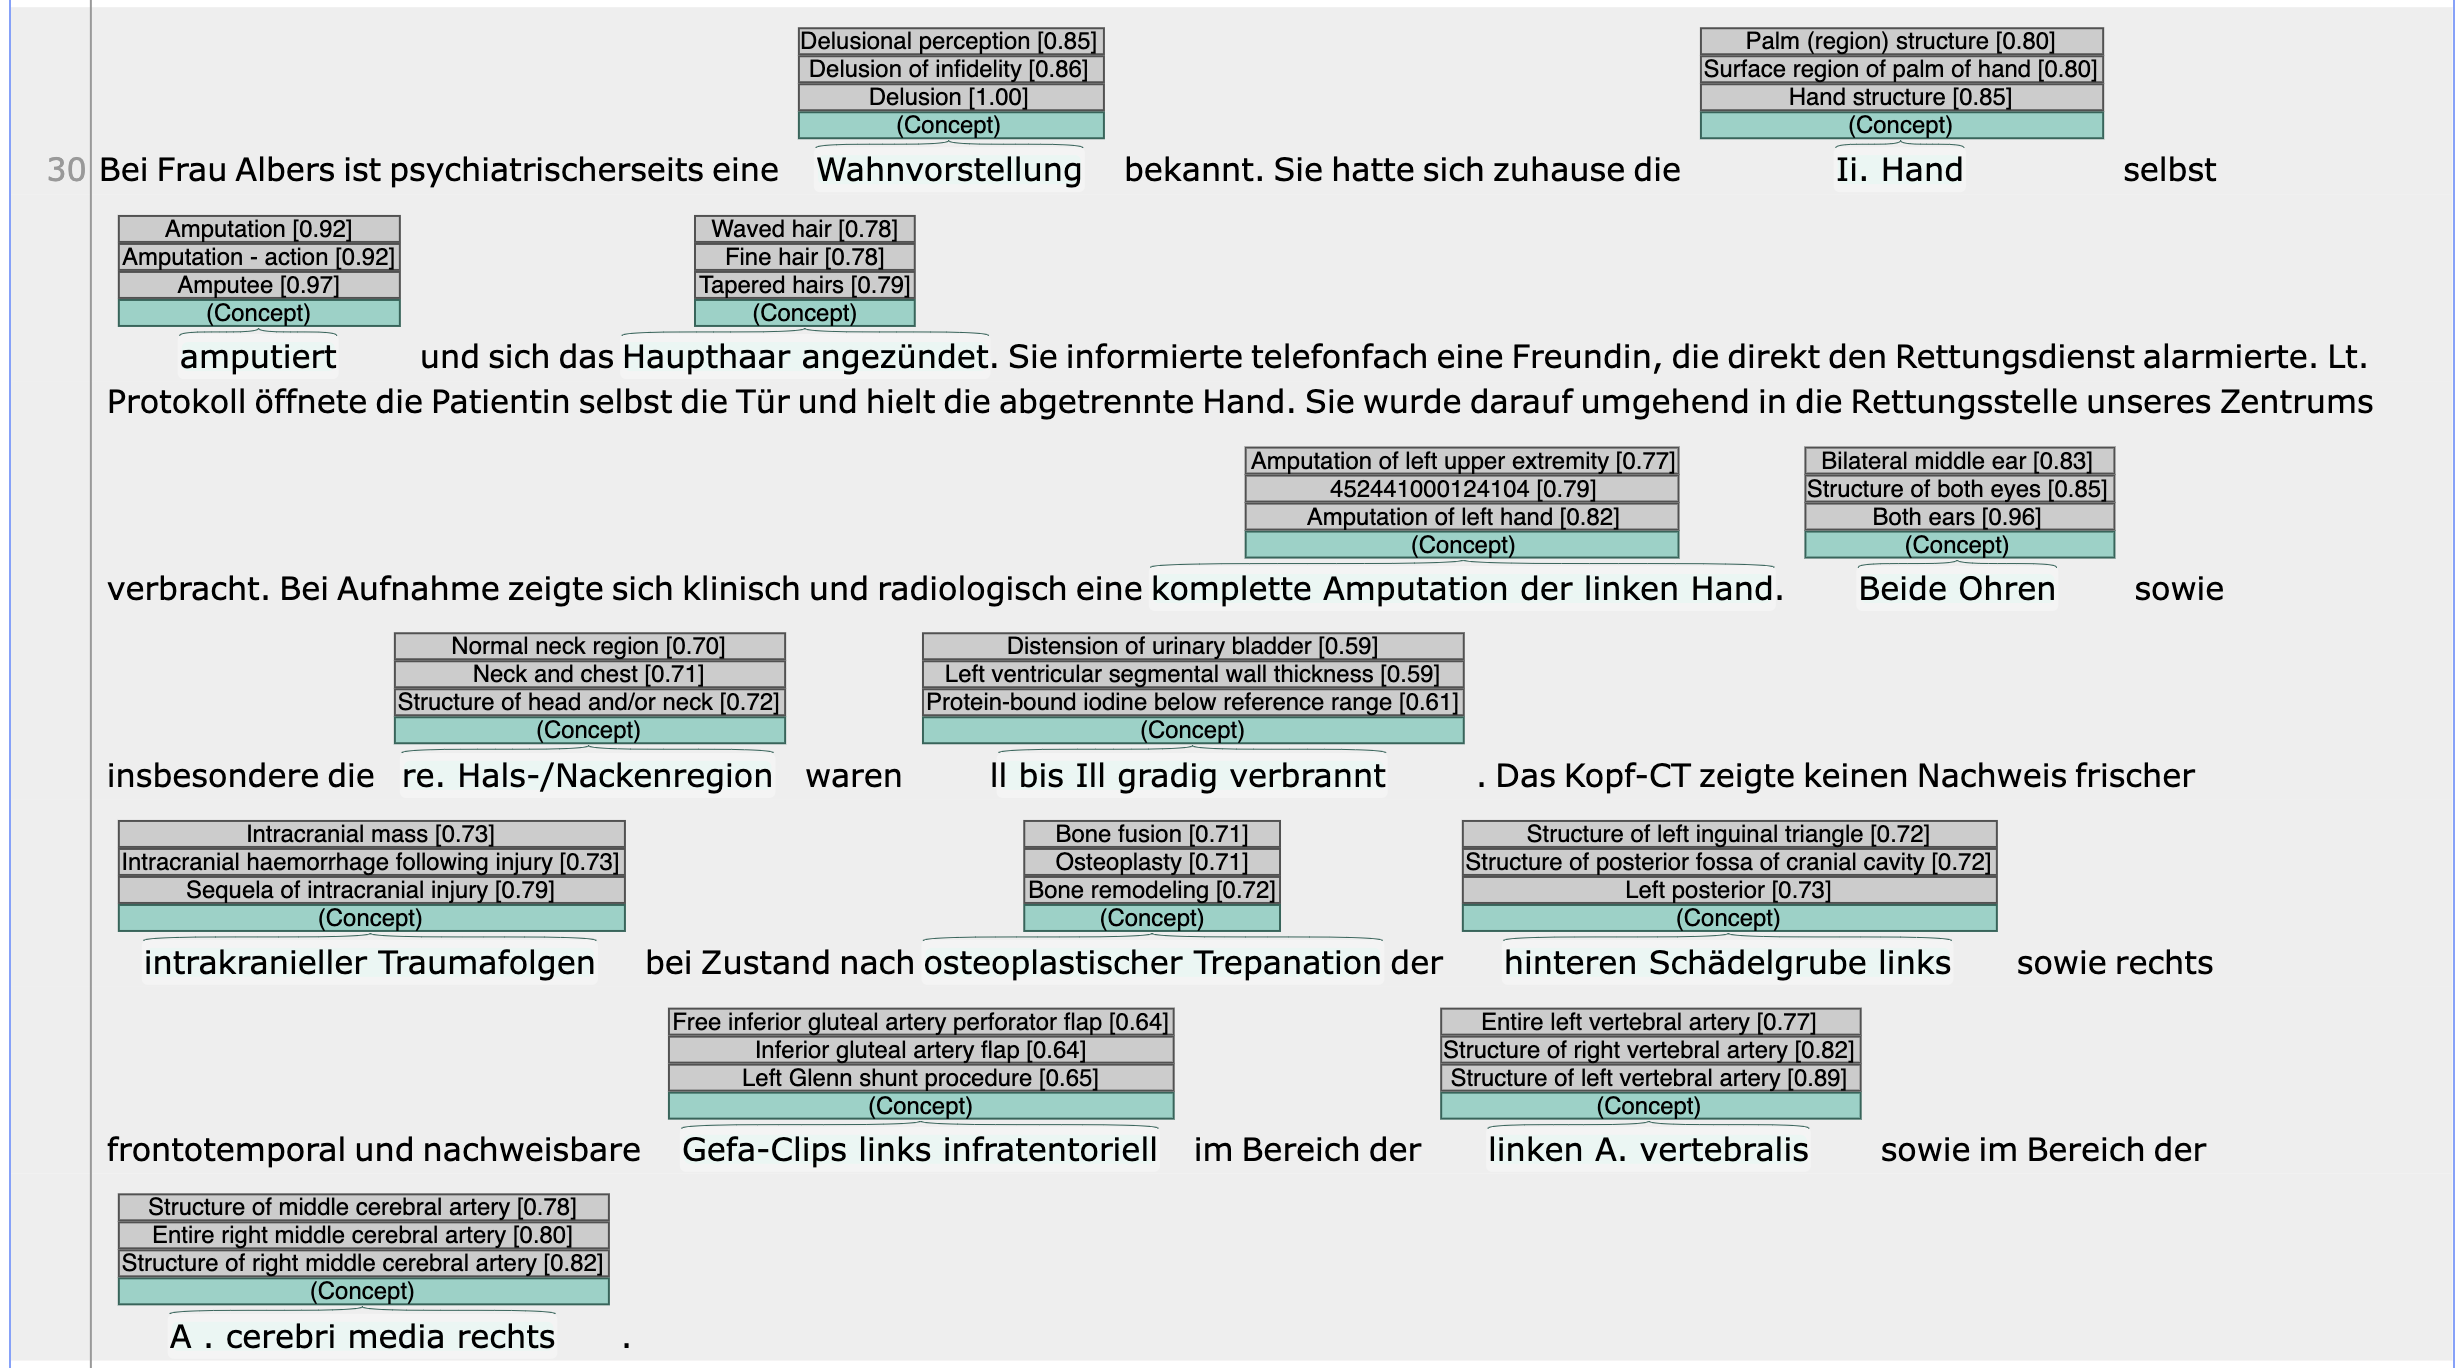 Delusional perception [0.85]
Delusion of infidelity [0.86]
Delusion [1.00]
(Concept)
Palm (region) structure [0.80]
Surface region of palm of hand [0.80]
Hand structure [0.85]
(Concept)
30 Bei Frau Albers ist psychiatrischerseits eine Wahnvorstellung bekannt. Sie hatte sich zuhause die Ii. Hand selbst
Amputation [0.92]
Amputation - action [0.92]
Amputee [0.97]
(Concept)
Waved hair [0.78]
Fine hair [0.78]
Tapered hairs [0.79]
(Concept)
amputiert und sich das Haupthaar angezündet. Sie informierte telefonfach eine Freundin, die direkt den Rettungsdienst alarmierte. Lt.
Protokoll öffnete die Patientin selbst die Tür und hielt die abgetrennte Hand. Sie wurde darauf umgehend in die Rettungsstelle unseres Zentrums
Amputation of left upper extremity [0.77]
452441000124104 [0.79]
Amputation of left hand [0.82]
(Concept)
Bilateral middle ear [0.83]
Structure of both eyes [0.85]
Both ears [0.96]
(Concept)
verbracht. Bei Aufnahme zeigte sich klinisch und radiologisch eine komplette Amputation der linken Hand. Beide Ohren sowie
Normal neck region [0.70]
Neck and chest [0.71]
Structure of head and/or neck [0.72]
(Concept)
Distension of urinary bladder [0.59]
Left ventricular segmental wall thickness [0.59]
Protein-bound iodine below reference range [0.61]
(Concept)
insbesondere die re. Hals-/Nackenregion waren ll bis Ill gradig verbrannt . Das Kopf-CT zeigte keinen Nachweis frischer
Intracranial mass [0.73]
Intracranial haemorrhage following injury [0.73]
Sequela of intracranial injury [0.79]
(Concept)
Bone fusion [0.71]
Osteoplasty [0.71]
Bone remodeling [0.72]
(Concept)
Structure of left inguinal triangle [0.72]
Structure of posterior fossa of cranial cavity [0.72]
Left posterior [0.73]
(Concept)
intrakranieller Traumafolgen bei Zustand nach osteoplastischer Trepanation der hinteren Schädelgrube links sowie rechts
Free inferior gluteal artery perforator flap [0.64]
Inferior gluteal artery flap [0.64]
Left Glenn shunt procedure [0.65]
(Concept)
Entire left vertebral artery [0.77]
Structure of right vertebral artery [0.82]
Structure of left vertebral artery [0.89]
(Concept)
frontotemporal und nachweisbare Gefa-Clips links infratentoriell im Bereich der linken A. vertebralis sowie im Bereich der
Structure of middle cerebral artery [0.78]
Entire right middle cerebral artery [0.80]
Structure of right middle cerebral artery [0.82]
(Concept)
A . cerebri media rechts .